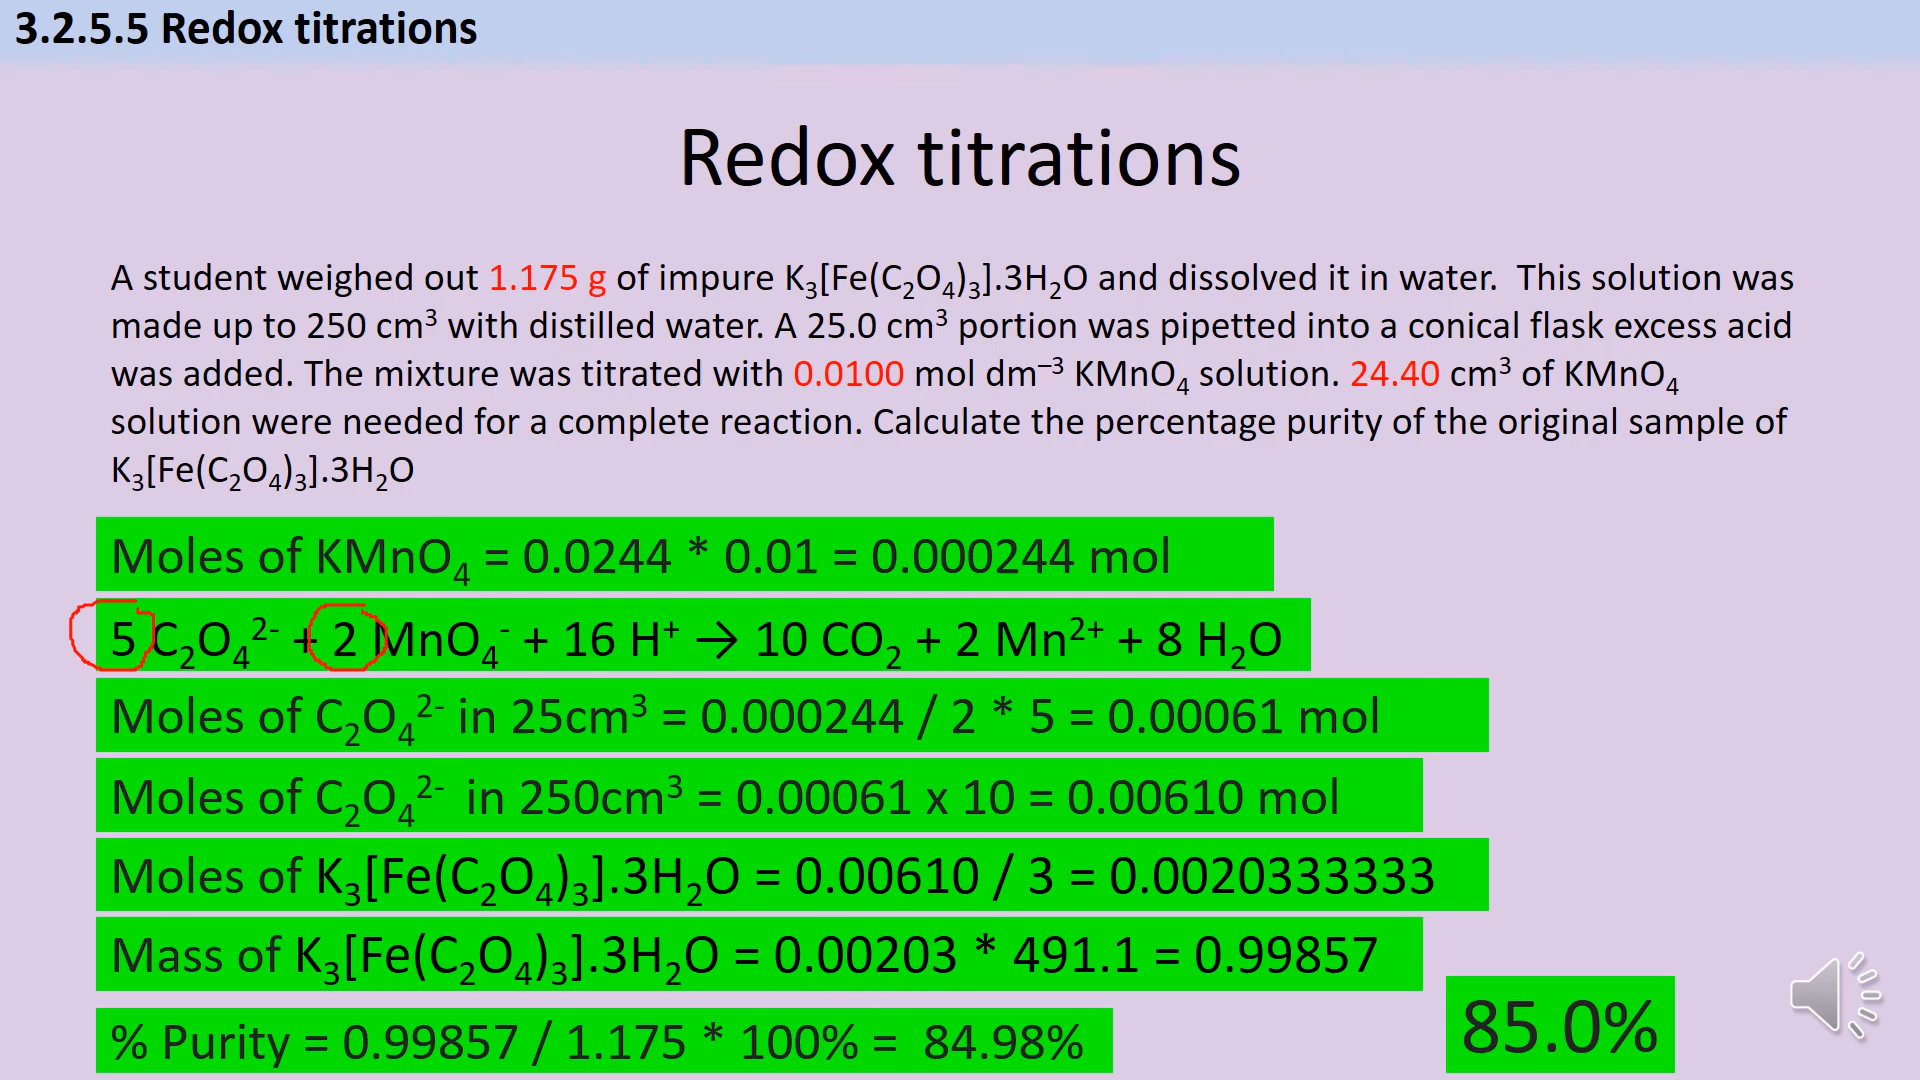 3.2.5.5 Redox titrations
Redox titrations
A student weighed out 1.175 g of impure K₃[Fe(C₂O₄)₃].3H₂O and dissolved it in water.  This solution was
made up to 250 cm³ with distilled water. A 25.0 cm³ portion was pipetted into a conical flask excess acid
was added. The mixture was titrated with 0.0100 mol dm⁻³ KMnO₄ solution. 24.40 cm³ of KMnO₄
solution were needed for a complete reaction. Calculate the percentage purity of the original sample of
K₃[Fe(C₂O₄)₃].3H₂O
Moles of KMnO₄ = 0.0244 * 0.01 = 0.000244 mol
5 C₂O₄²⁻ + 2 MnO₄⁻ + 16 H⁺ → 10 CO₂ + 2 Mn²⁺ + 8 H₂O
Moles of C₂O₄²⁻ in 25cm³ = 0.000244 / 2 * 5 = 0.00061 mol
Moles of C₂O₄²⁻ in 250cm³ = 0.00061 x 10 = 0.00610 mol
Moles of K₃[Fe(C₂O₄)₃].3H₂O = 0.00610 / 3 = 0.0020333333
Mass of K₃[Fe(C₂O₄)₃].3H₂O = 0.00203 * 491.1 = 0.99857
% Purity = 0.99857 / 1.175 * 100% = 84.98%
85.0%